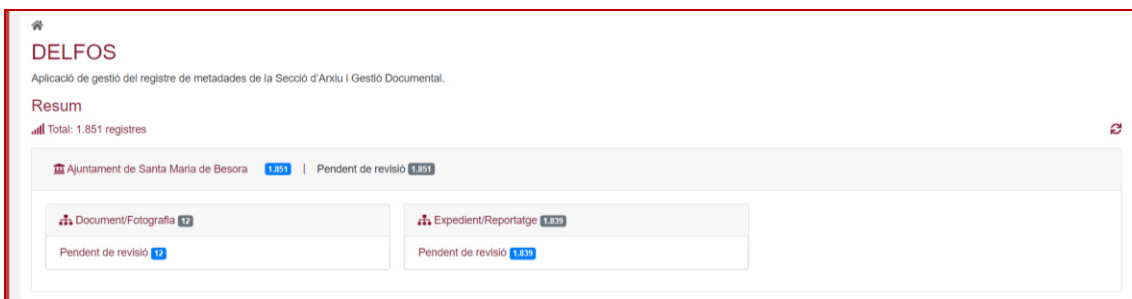 DELFOS
Aplicació de gestió del registre de metadades de la Secció d'Arxiu i Gestió Documental.
Resum
Total: 1.851 registres
Ajuntament de Santa Maria de Besora 1.851 | Pendent de revisió 1.851
Document/Fotografia 12
Pendent de revisió 12
Expedient/Reportatge 1.839
Pendent de revisió 1.839